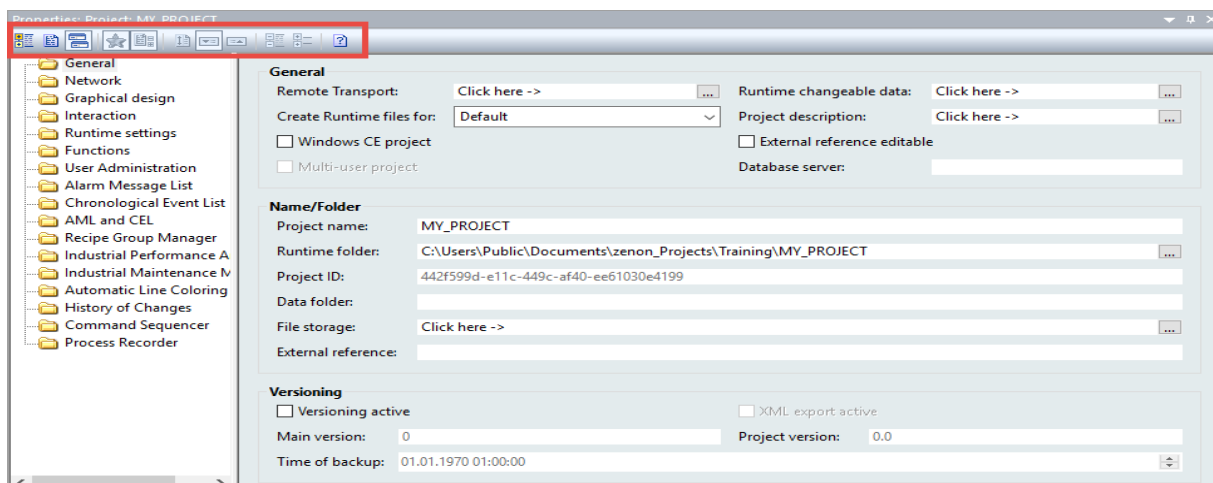 Properties: Project: MY_PROJECT
General
Network
Graphical design
Interaction
Runtime settings
Functions
User Administration
Alarm Message List
Chronological Event List
AML and CEL
Recipe Group Manager
Industrial Performance A
Industrial Maintenance M
Automatic Line Coloring
History of Changes
Command Sequencer
Process Recorder
General
Remote Transport: Click here -> ... Runtime changeable data: Click here -> ...
Create Runtime files for: Default Project description: Click here -> ...
Windows CE project External reference editable
Multi-user project Database server:
Name/Folder
Project name: MY_PROJECT
Runtime folder: C:\Users\Public\Documents\zenon_Projects\Training\MY_PROJECT ...
Project ID: 442f599d-e11c-449c-af40-ee61030e4199
Data folder:
File storage: Click here -> ...
External reference:
Versioning
Versioning active XML export active
Main version: 0 Project version: 0.0
Time of backup: 01.01.1970 01:00:00